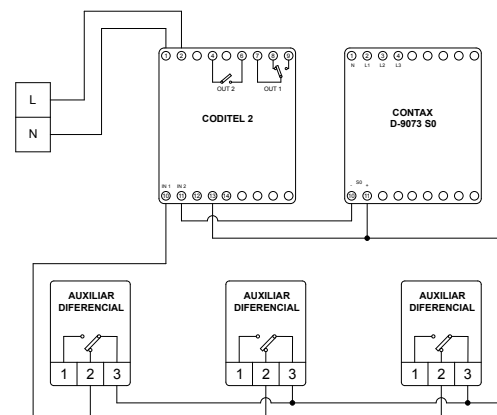 L
N
1 2 4 6 7 8 9
OUT 2 OUT 1
CODITEL 2
IN 1 IN 2
10 11 12 13 14
1 2 3 4
N L1 L2 L3
CONTAX
D-9073 S0
- S0 +
10 11
AUXILIAR
DIFERENCIAL
1 2 3
AUXILIAR
DIFERENCIAL
1 2 3
AUXILIAR
DIFERENCIAL
1 2 3